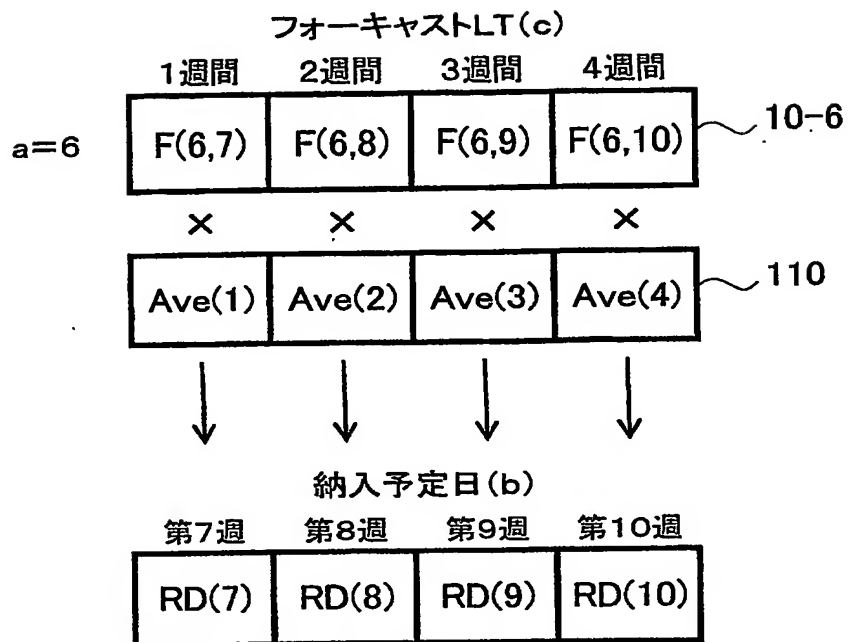 フォーキャストLT(c)
1週間 2週間 3週間 4週間
a=6 F(6,7) F(6,8) F(6,9) F(6,10) 10-6
× × × ×
Ave(1) Ave(2) Ave(3) Ave(4) 110
納入予定日(b)
第7週 第8週 第9週 第10週
RD(7) RD(8) RD(9) RD(10)